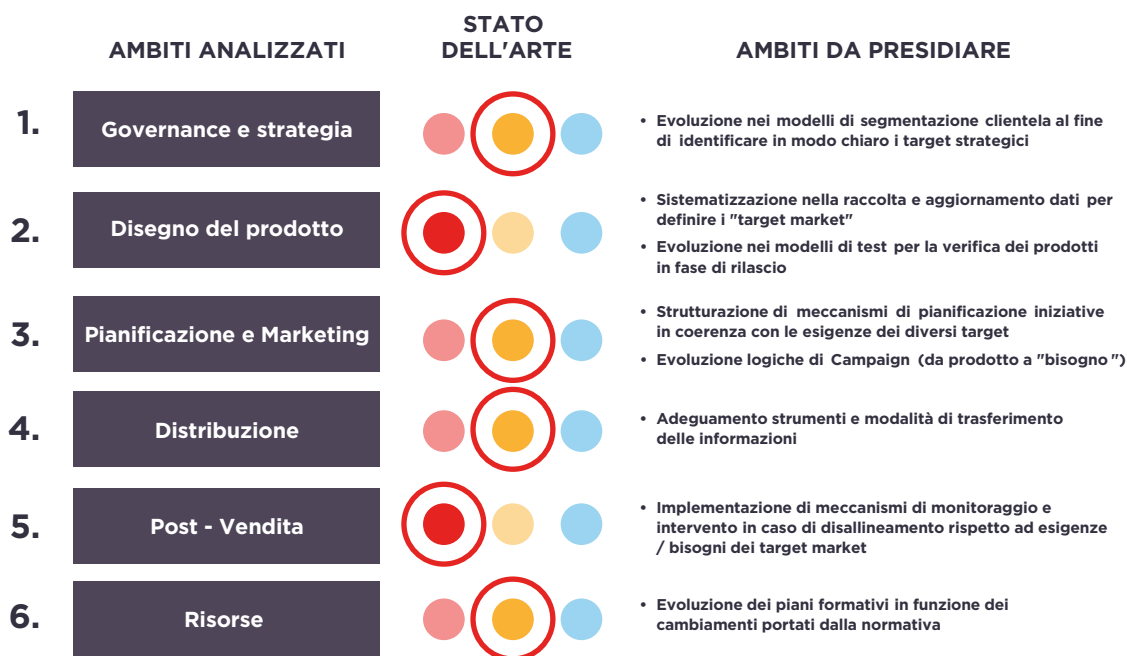 AMBITI ANALIZZATI
STATO
DELL'ARTE
AMBITI DA PRESIDIARE
1.
Governance e strategia
• Evoluzione nei modelli di segmentazione clientela al fine
di identificare in modo chiaro i target strategici
2.
Disegno del prodotto
• Sistematizzazione nella raccolta e aggiornamento dati per
definire i "target market"
• Evoluzione nei modelli di test per la verifica dei prodotti
in fase di rilascio
3.
Pianificazione e Marketing
• Strutturazione di meccanismi di pianificazione iniziative
in coerenza con le esigenze dei diversi target
• Evoluzione logiche di Campaign (da prodotto a "bisogno")
4.
Distribuzione
• Adeguamento strumenti e modalità di trasferimento
delle informazioni
5.
Post - Vendita
• Implementazione di meccanismi di monitoraggio e
intervento in caso di disallineamento rispetto ad esigenze
/ bisogni dei target market
6.
Risorse
• Evoluzione dei piani formativi in funzione dei
cambiamenti portati dalla normativa